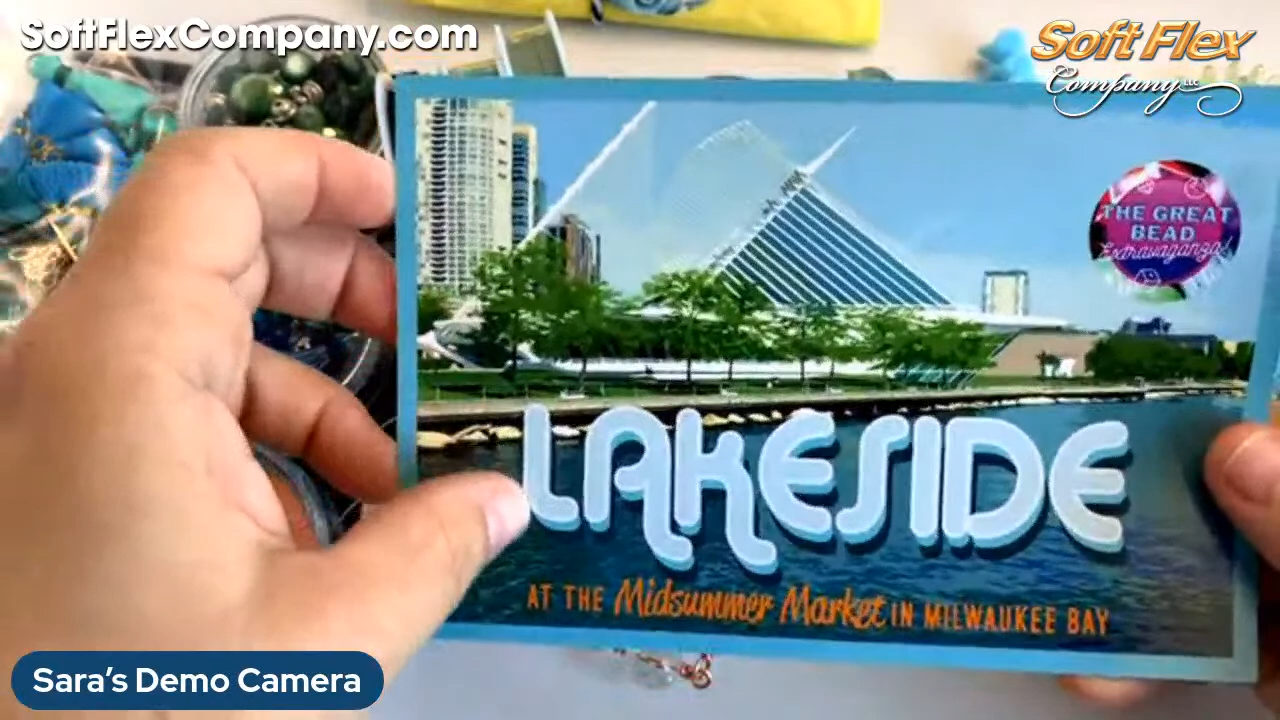 SoftFlexCompany.com
Soft Flex
Company LLC
THE GREAT
BEAD
Extravaganza!
LAKESIDE
AT THE Midsummer Market IN MILWAUKEE BAY
Sara's Demo Camera